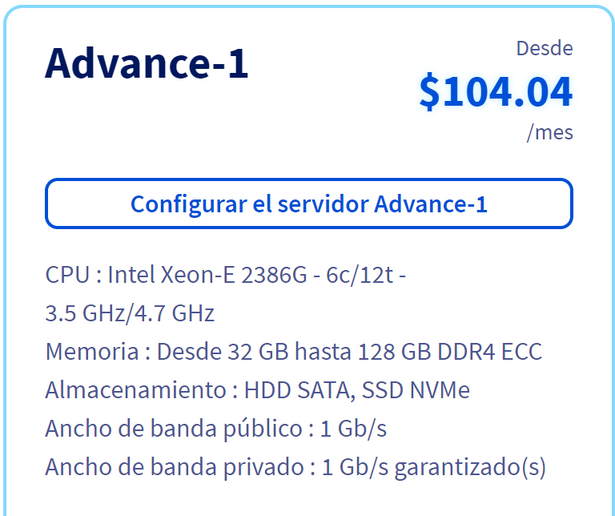 Advance-1
Desde
$104.04
/mes
Configurar el servidor Advance-1
CPU : Intel Xeon-E 2386G - 6c/12t -
3.5 GHz/4.7 GHz
Memoria : Desde 32 GB hasta 128 GB DDR4 ECC
Almacenamiento : HDD SATA, SSD NVMe
Ancho de banda público : 1 Gb/s
Ancho de banda privado : 1 Gb/s garantizado(s)